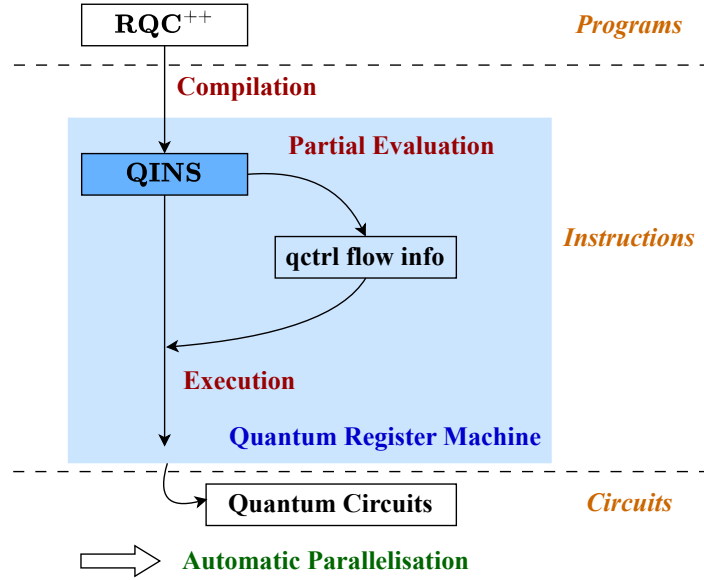 RQC++
Programs
Compilation
Partial Evaluation
QINS
Instructions
qctrl flow info
Execution
Quantum Register Machine
Quantum Circuits
Circuits
Automatic Parallelisation